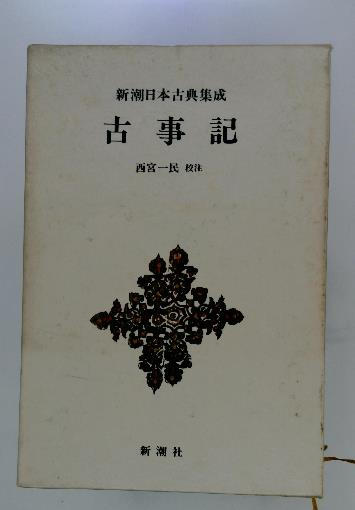 新潮日本古典集成
古事記
西宮一民 校注
新潮社